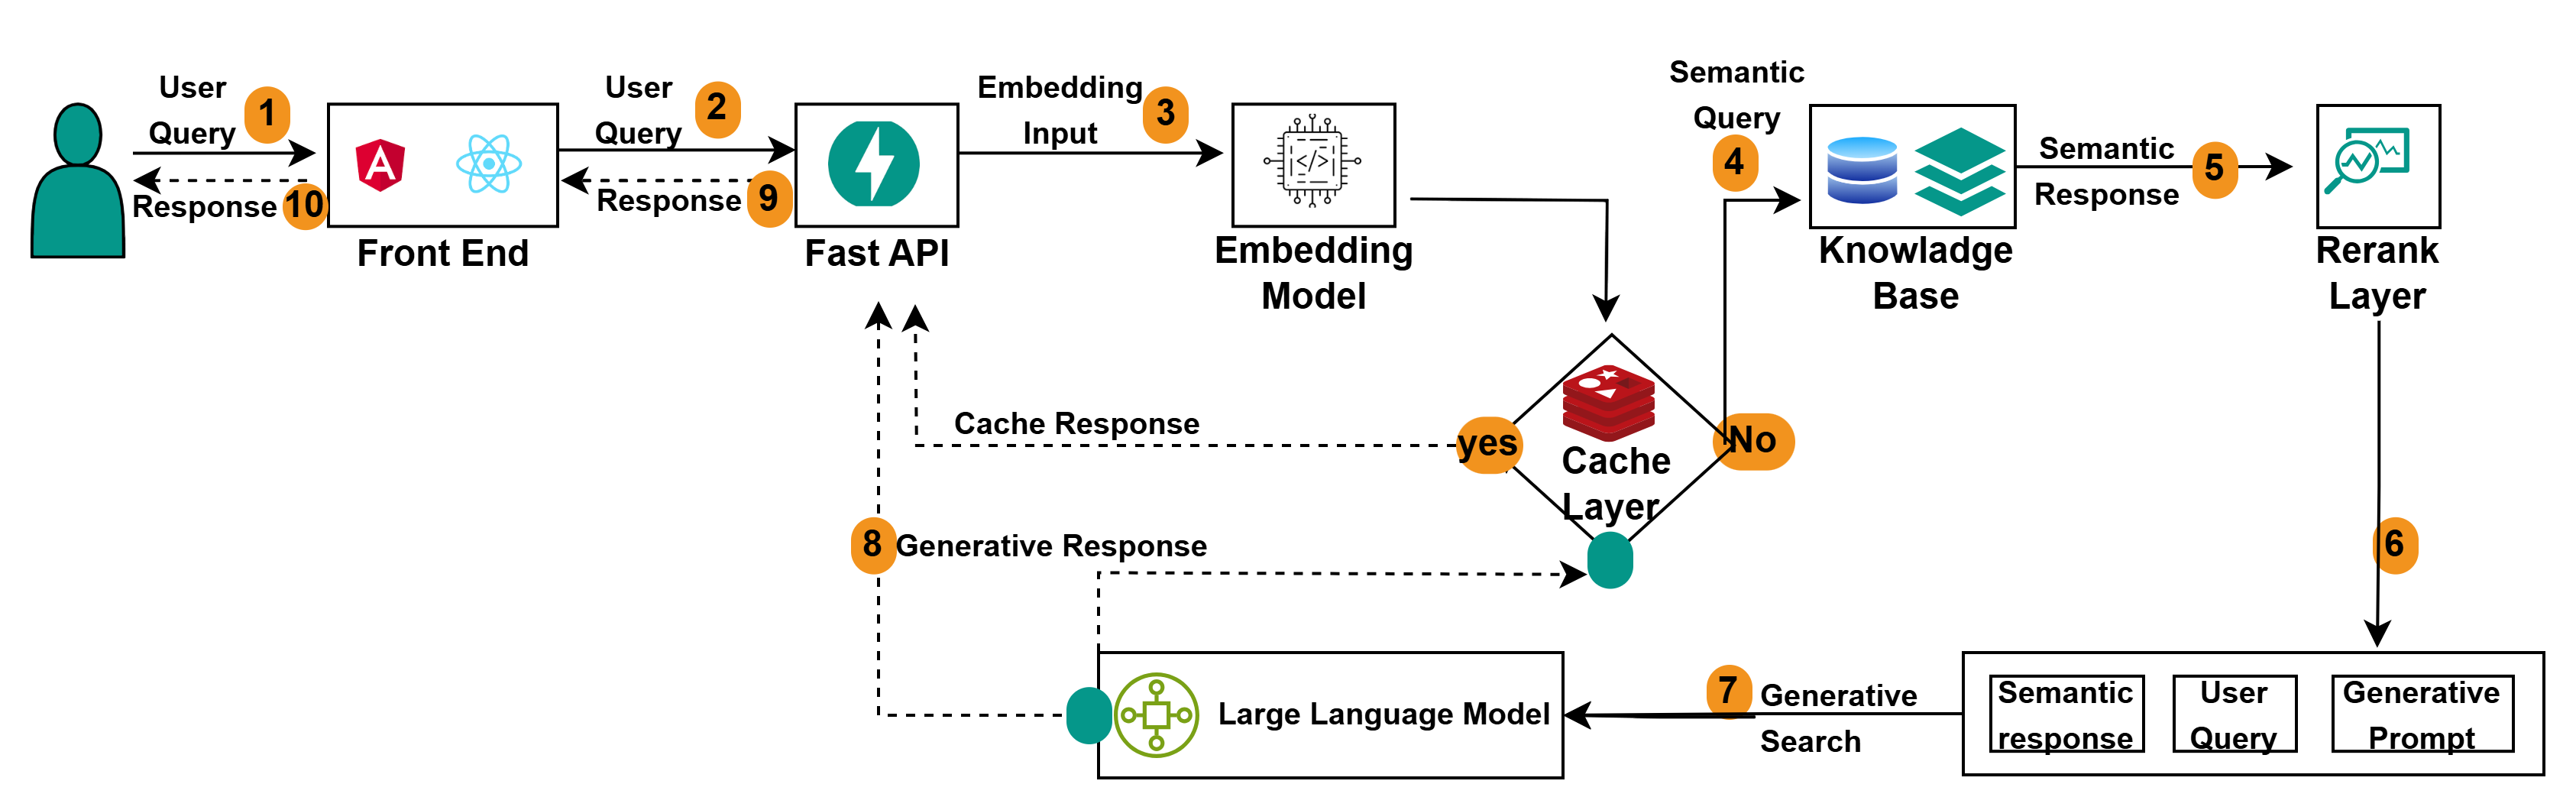 User
Query
1
Response
10
Front End
User
Query
2
Response
9
Fast API
Embedding
Input
3
Embedding
Model
Semantic
Query
4
Knowladge
Base
Semantic
Response
5
Rerank
Layer
Cache Response
yes
Cache
Layer
No
8
Generative Response
6
Large Language Model
7
Generative
Search
Semantic
response
User
Query
Generative
Prompt